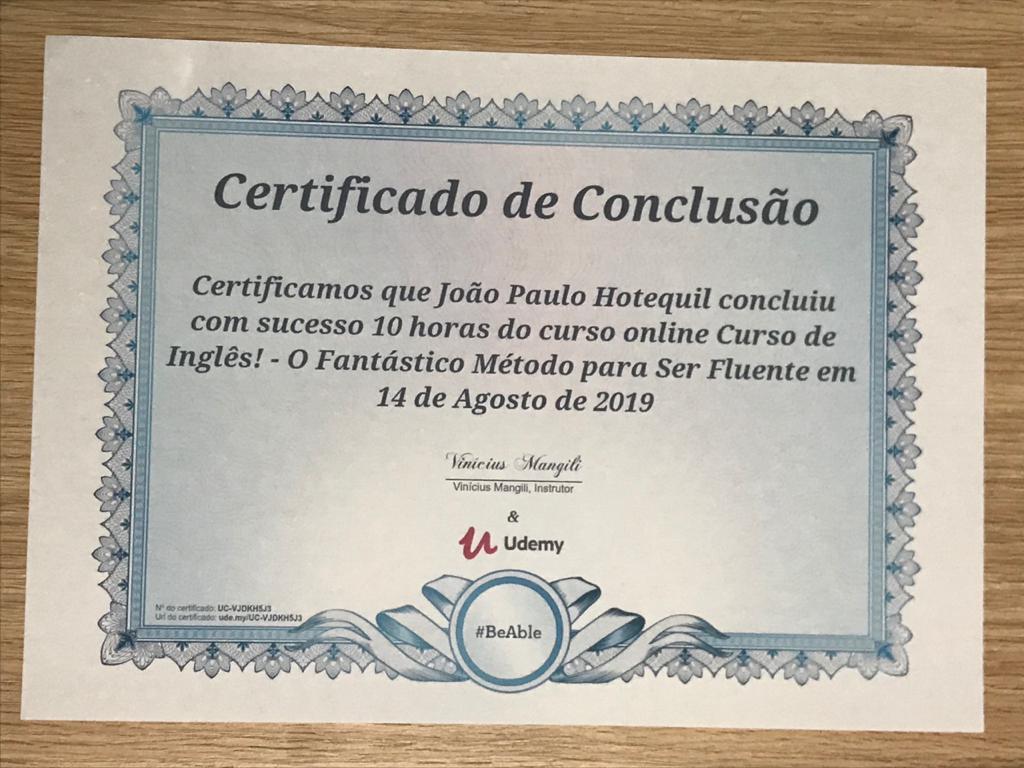 Certificado de Conclusão
Certificamos que João Paulo Hotequil concluiu
com sucesso 10 horas do curso online Curso de
Inglês! - O Fantástico Método para Ser Fluente em
14 de Agosto de 2019
Vinícius Mangili
Vinícius Mangili, Instrutor
&
Udemy
Nº do certificado: UC-VJDKH5J3
Url do certificado: ude.my/UC-VJDKH5J3
#BeAble